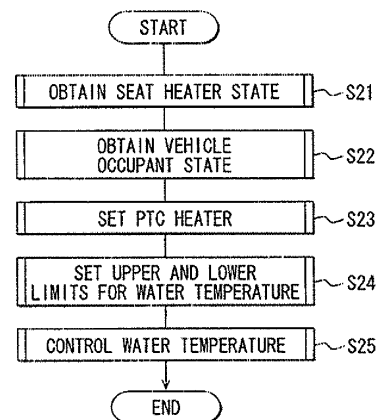 START
OBTAIN SEAT HEATER STATE
S21
OBTAIN VEHICLE
OCCUPANT STATE
S22
SET PTC HEATER
S23
SET UPPER AND LOWER
LIMITS FOR WATER TEMPERATURE
S24
CONTROL WATER TEMPERATURE
S25
END